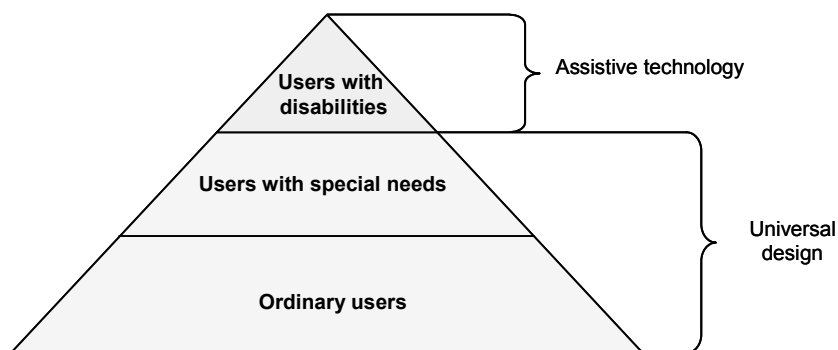 Assistive technology
Users with
disabilities
Users with special needs
Universal
design
Ordinary users